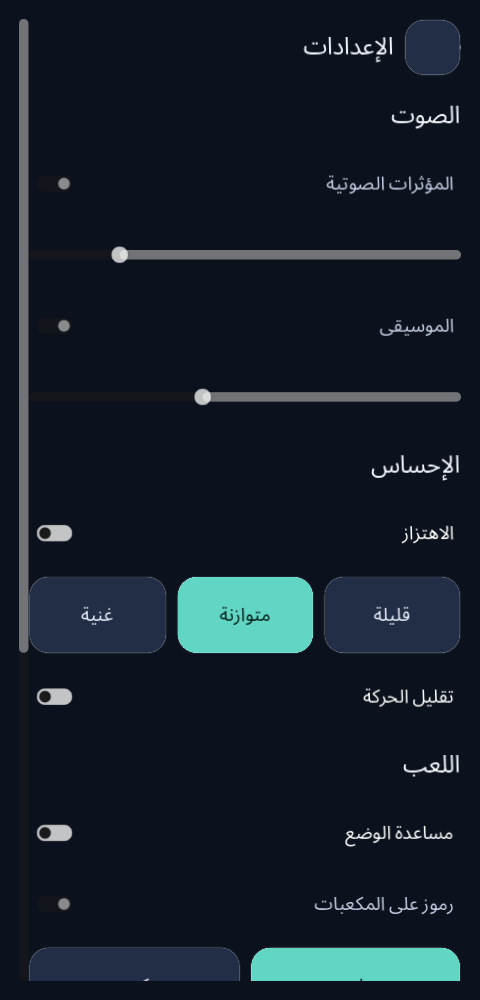 الإعدادات
الصوت
المؤثرات الصوتية
الموسيقى
الإحساس
الاهتزاز
قليلة
متوازنة
غنية
تقليل الحركة
اللعب
مساعدة الوضع
رموز على المكعبات